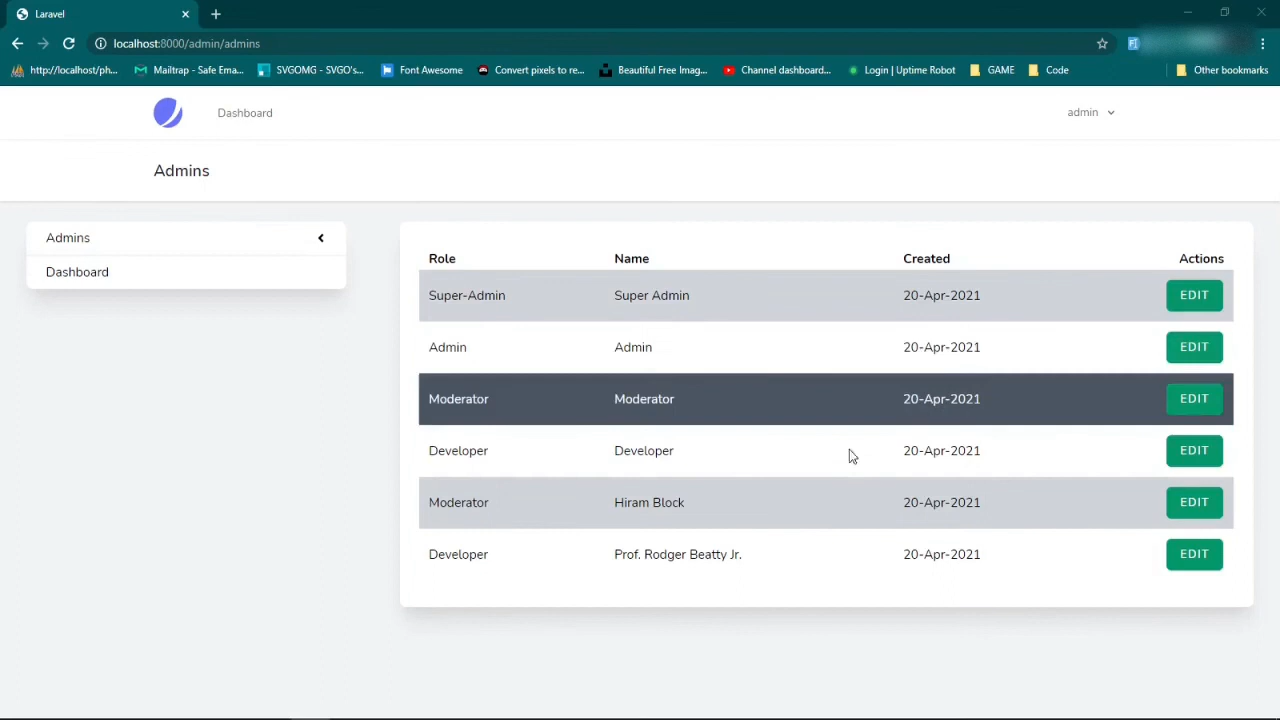 Laravel
localhost:8000/admin/admins
http://localhost/ph... Mailtrap - Safe Ema... SVGOMG - SVGO's... Font Awesome Convert pixels to re... Beautiful Free Imag... Channel dashboard... Login | Uptime Robot GAME Code Other bookmarks
Dashboard admin
Admins
Admins
Dashboard
Role Name Created Actions
Super-Admin Super Admin 20-Apr-2021 EDIT
Admin Admin 20-Apr-2021 EDIT
Moderator Moderator 20-Apr-2021 EDIT
Developer Developer 20-Apr-2021 EDIT
Moderator Hiram Block 20-Apr-2021 EDIT
Developer Prof. Rodger Beatty Jr. 20-Apr-2021 EDIT